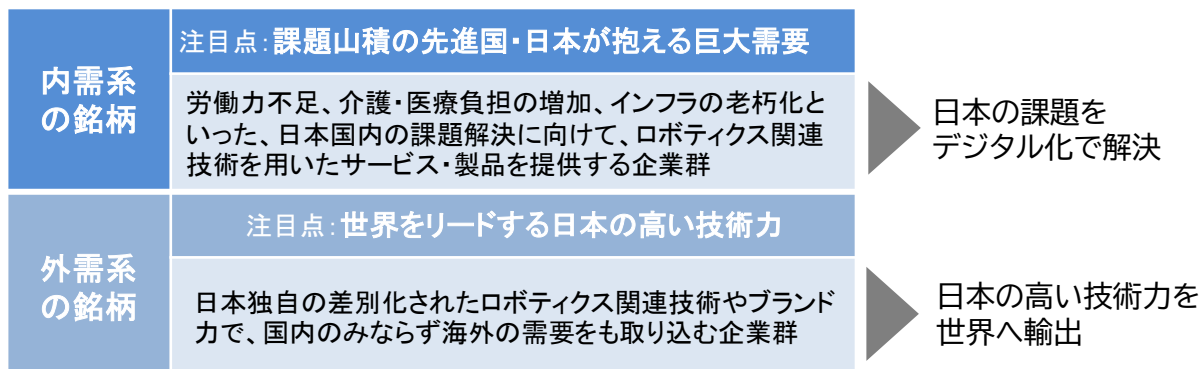 内需系
の銘柄
注目点：課題山積の先進国・日本が抱える巨大需要
労働力不足、介護・医療負担の増加、インフラの老朽化と
いった、日本国内の課題解決に向けて、ロボティクス関連
技術を用いたサービス・製品を提供する企業群
日本の課題を
デジタル化で解決
外需系
の銘柄
注目点：世界をリードする日本の高い技術力
日本独自の差別化されたロボティクス関連技術やブランド
力で、国内のみならず海外の需要をも取り込む企業群
日本の高い技術力を
世界へ輸出